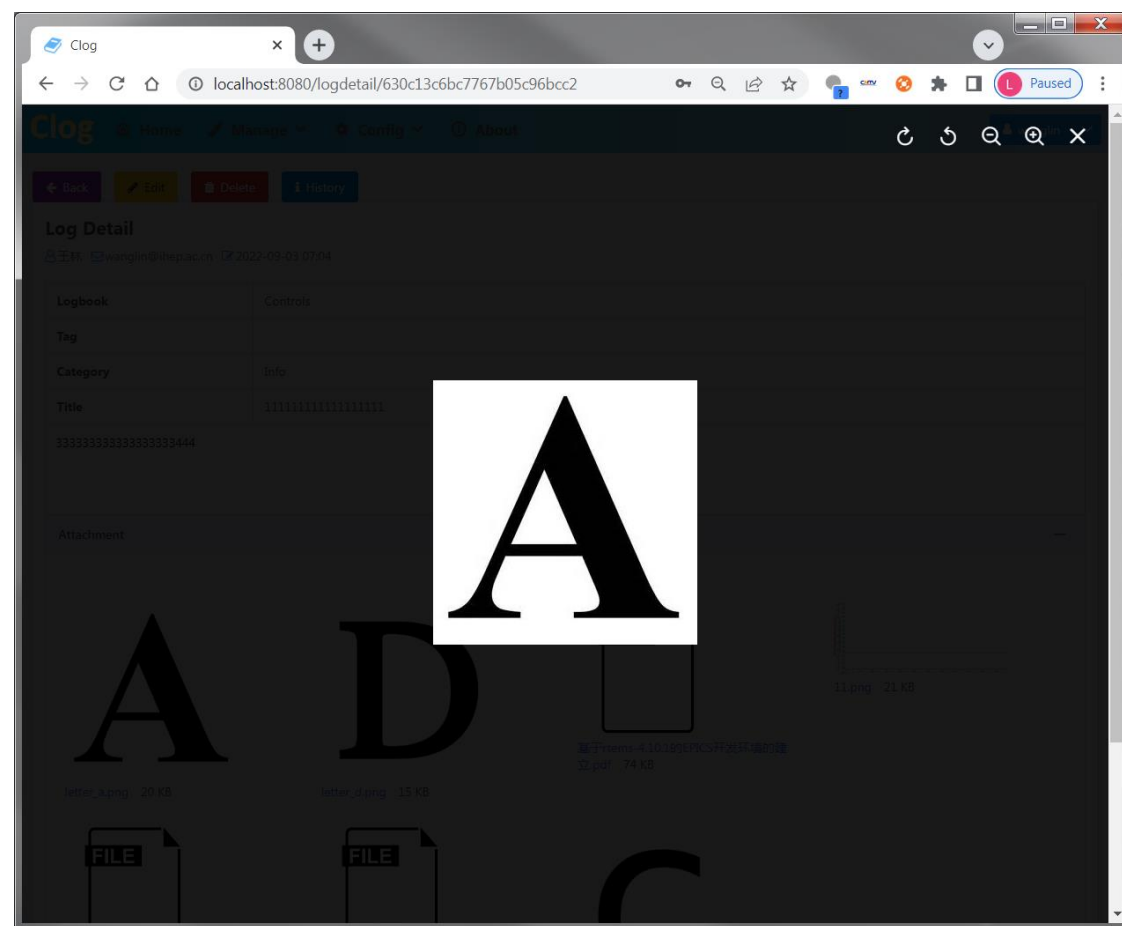 Clog
localhost:8080/logdetail/630c13c6bc7767b05c96bcc2
L Paused
Clog Home Manage Config About
Back Edit Delete History
Log Detail
2022-09-03 07:04
Logbook Controls
Tag
Category Info
Title 111111111111111111
Attachment
A
A D
11.png 21 KB
74 KB
letter_a.png 20 KB letter_d.png 15 KB
FILE FILE